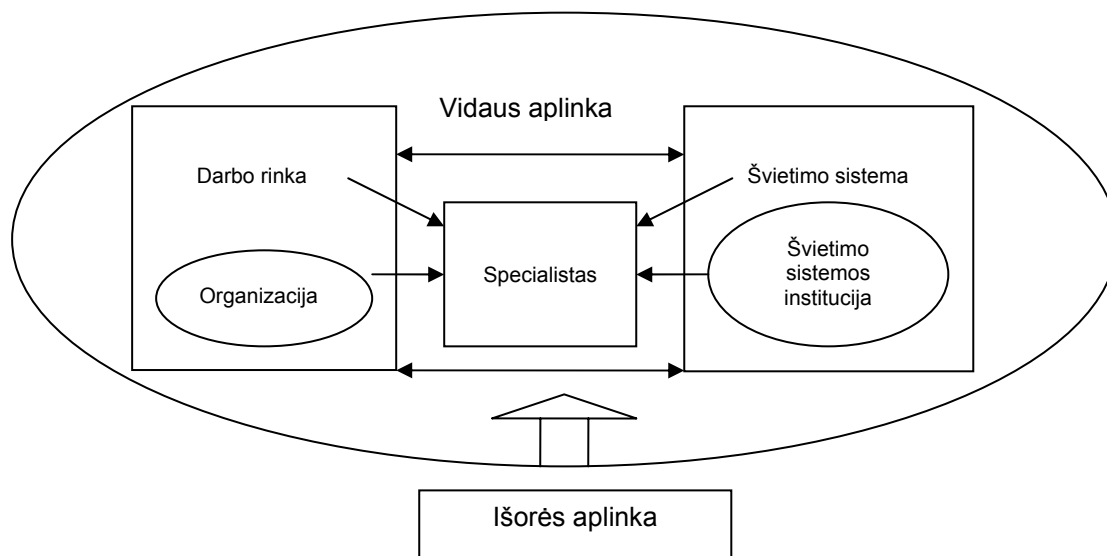 Vidaus aplinka
Darbo rinka
Švietimo sistema
Organizacija
Specialistas
Švietimo
sistemos
institucija
Išorės aplinka